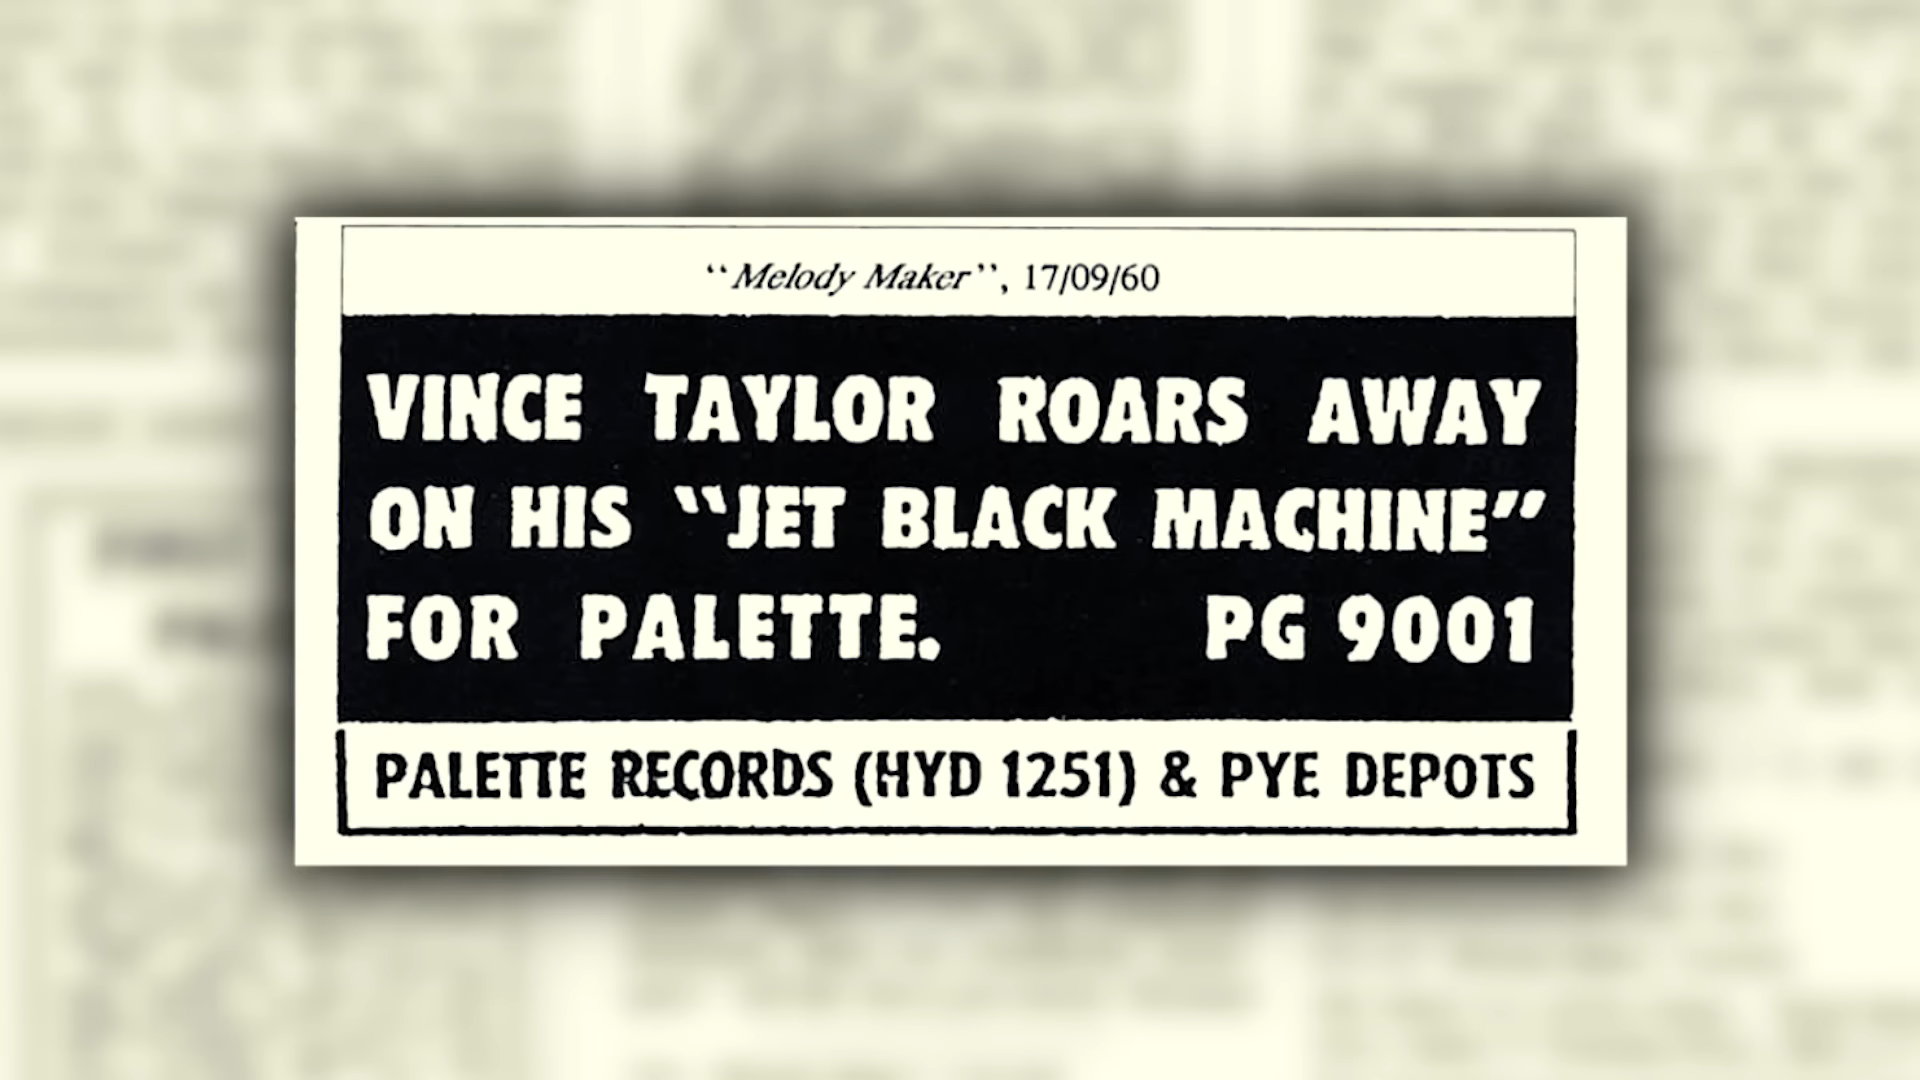 “Melody Maker”, 17/09/60
VINCE TAYLOR ROARS AWAY
ON HIS “JET BLACK MACHINE”
FOR PALETTE. PG 9001
PALETTE RECORDS (HYD 1251) & PYE DEPOTS